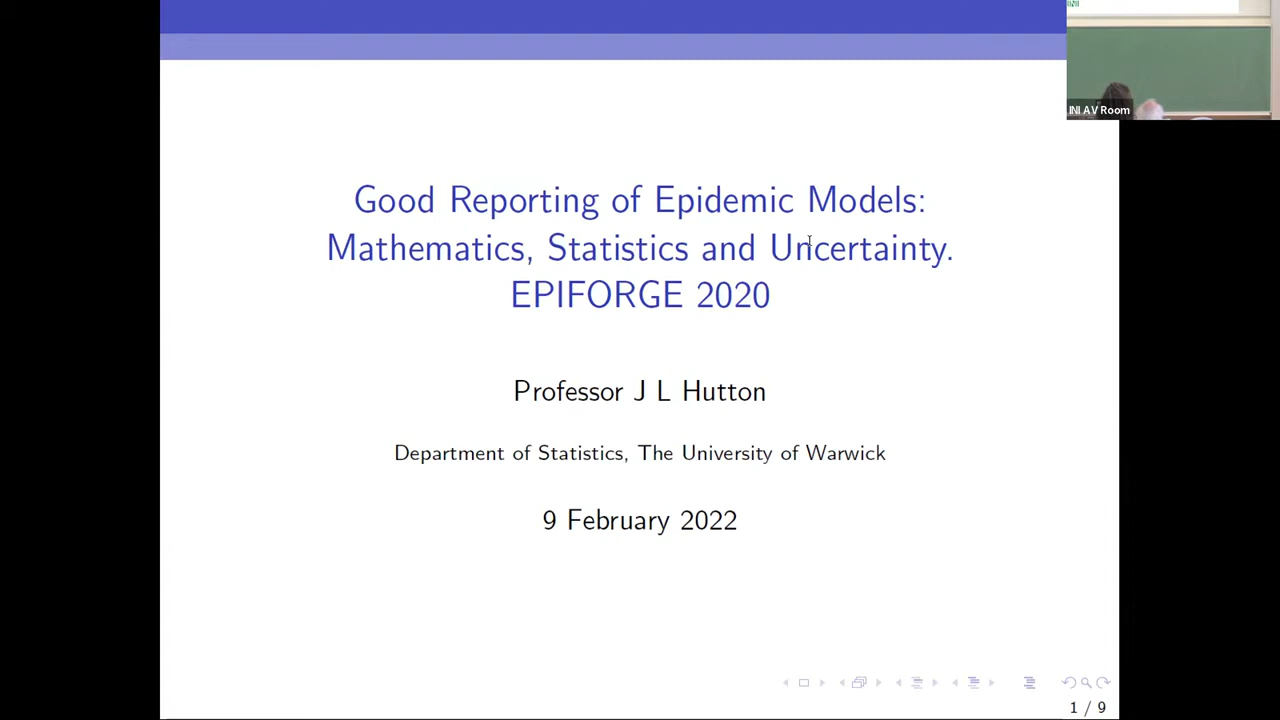 INI AV Room
Good Reporting of Epidemic Models:
Mathematics, Statistics and Uncertainty.
EPIFORGE 2020
Professor J L Hutton
Department of Statistics, The University of Warwick
9 February 2022
1 / 9